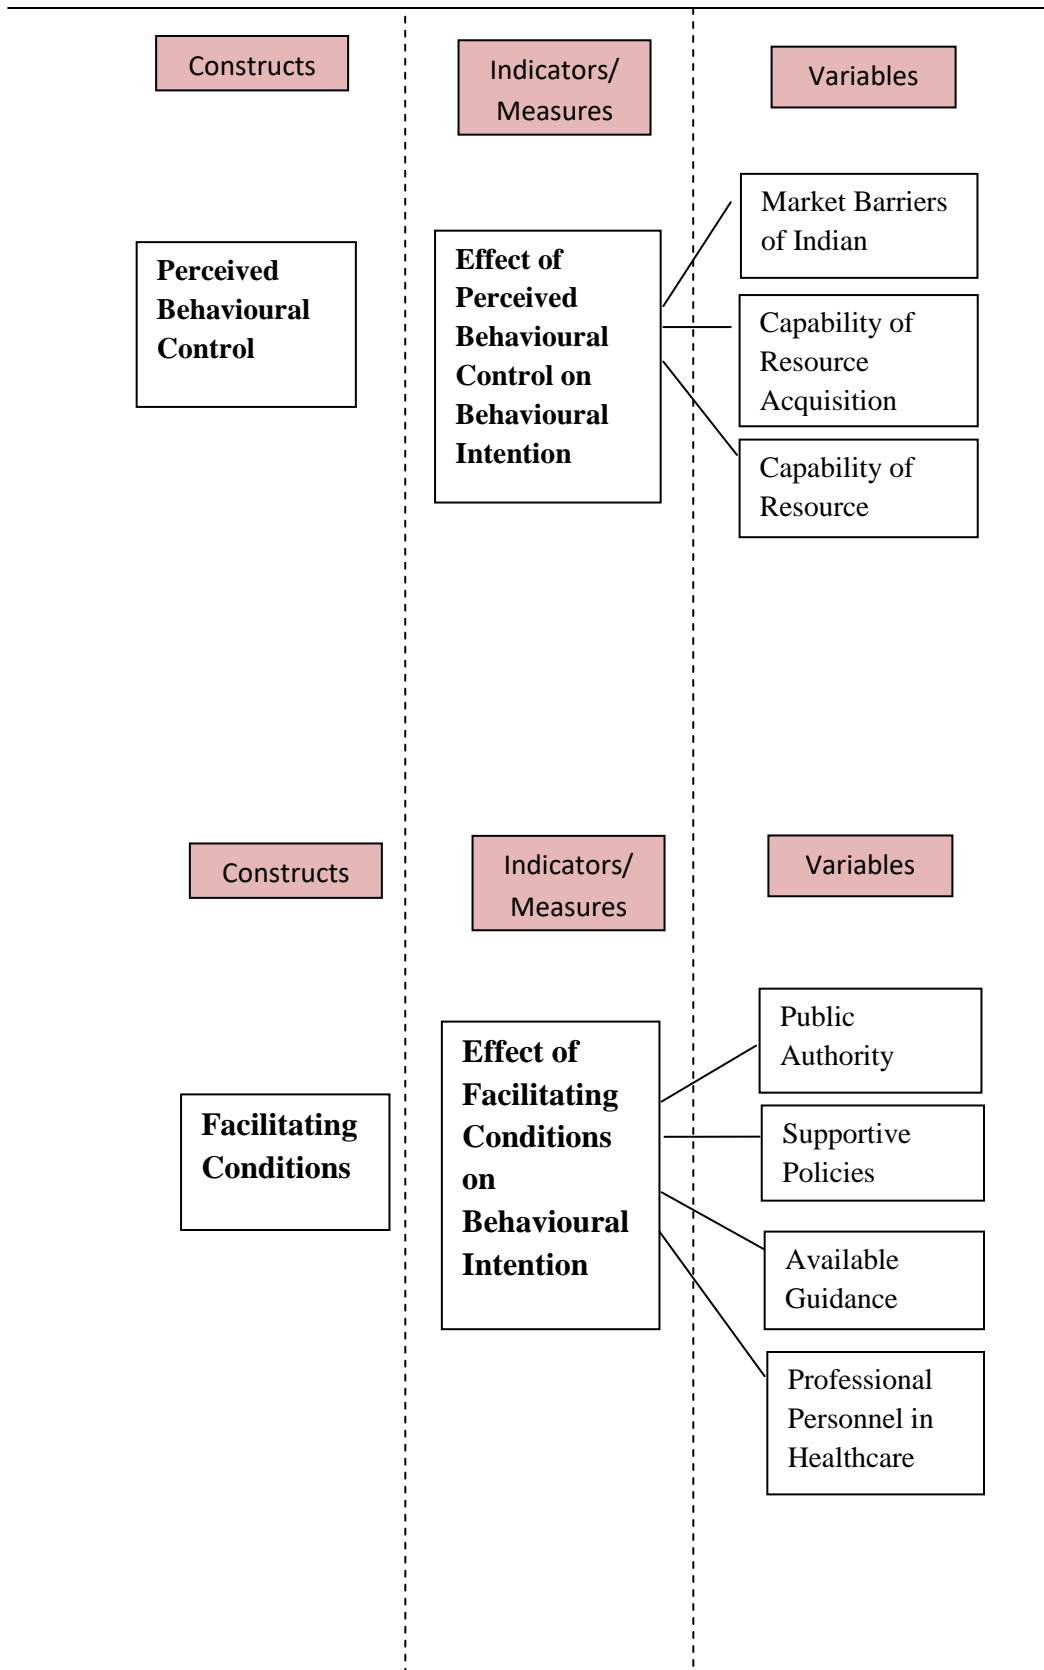 Constructs
Indicators/
Measures
Variables
Perceived
Behavioural
Control
Effect of
Perceived
Behavioural
Control on
Behavioural
Intention
Market Barriers
of Indian
Capability of
Resource
Acquisition
Capability of
Resource
Constructs
Indicators/
Measures
Variables
Facilitating
Conditions
Effect of
Facilitating
Conditions
on
Behavioural
Intention
Public
Authority
Supportive
Policies
Available
Guidance
Professional
Personnel in
Healthcare